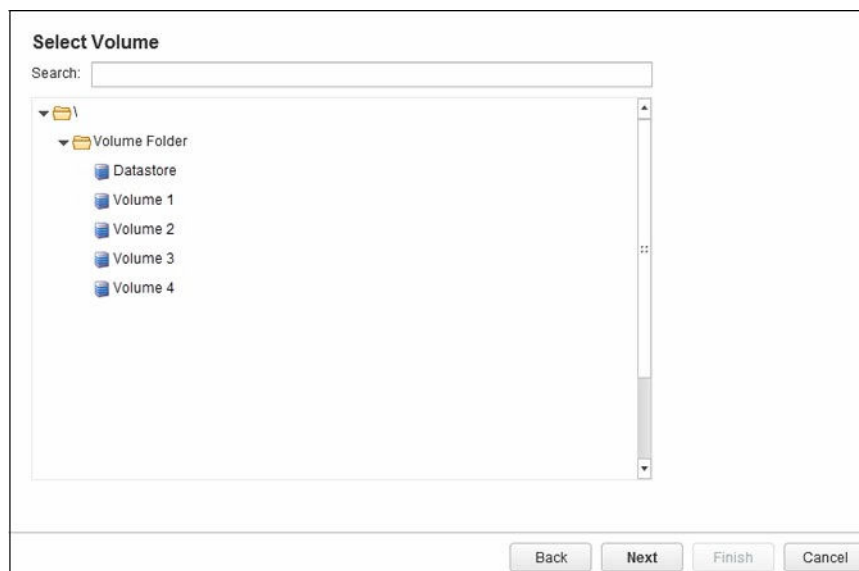 Select Volume
Search:
\
Volume Folder
Datastore
Volume 1
Volume 2
Volume 3
Volume 4
Back Next Finish Cancel